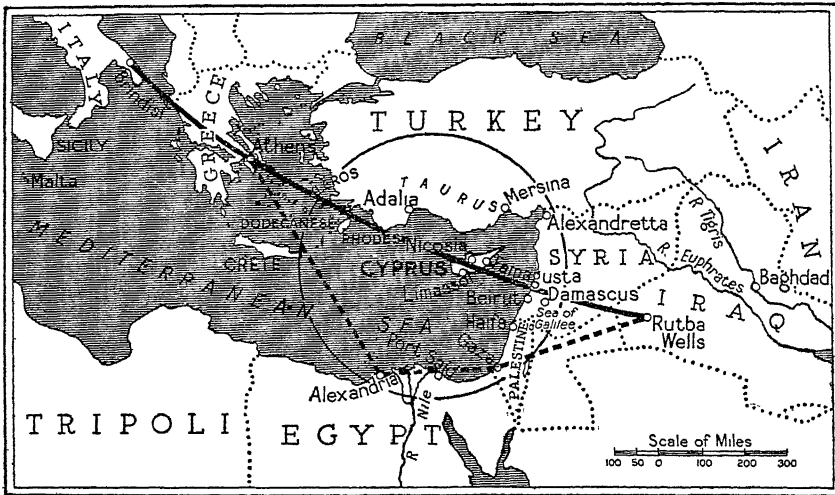 BLACK SEA
ITALY
Brindisi
GREECE
TURKEY
IRAN
SICILY
Malta
Athens
OS
TAURUS
Adalia
Mersina
Alexandretta
R. Tigris
DODECANESE
RHODES
Nicosia
CRETE
CYPRUS
Famagusta
Limassol
SYRIA
R. Euphrates
Baghdad
MEDITERRANEAN
SEA
Beirut
Damascus
IRAQ
Haifa
Sea of
Galilee
Rutba
Wells
Port Said
Gaza
PALESTINE
Alexandria
R Nile
TRIPOLI
EGYPT
Scale of Miles
100 50 0 100 200 300